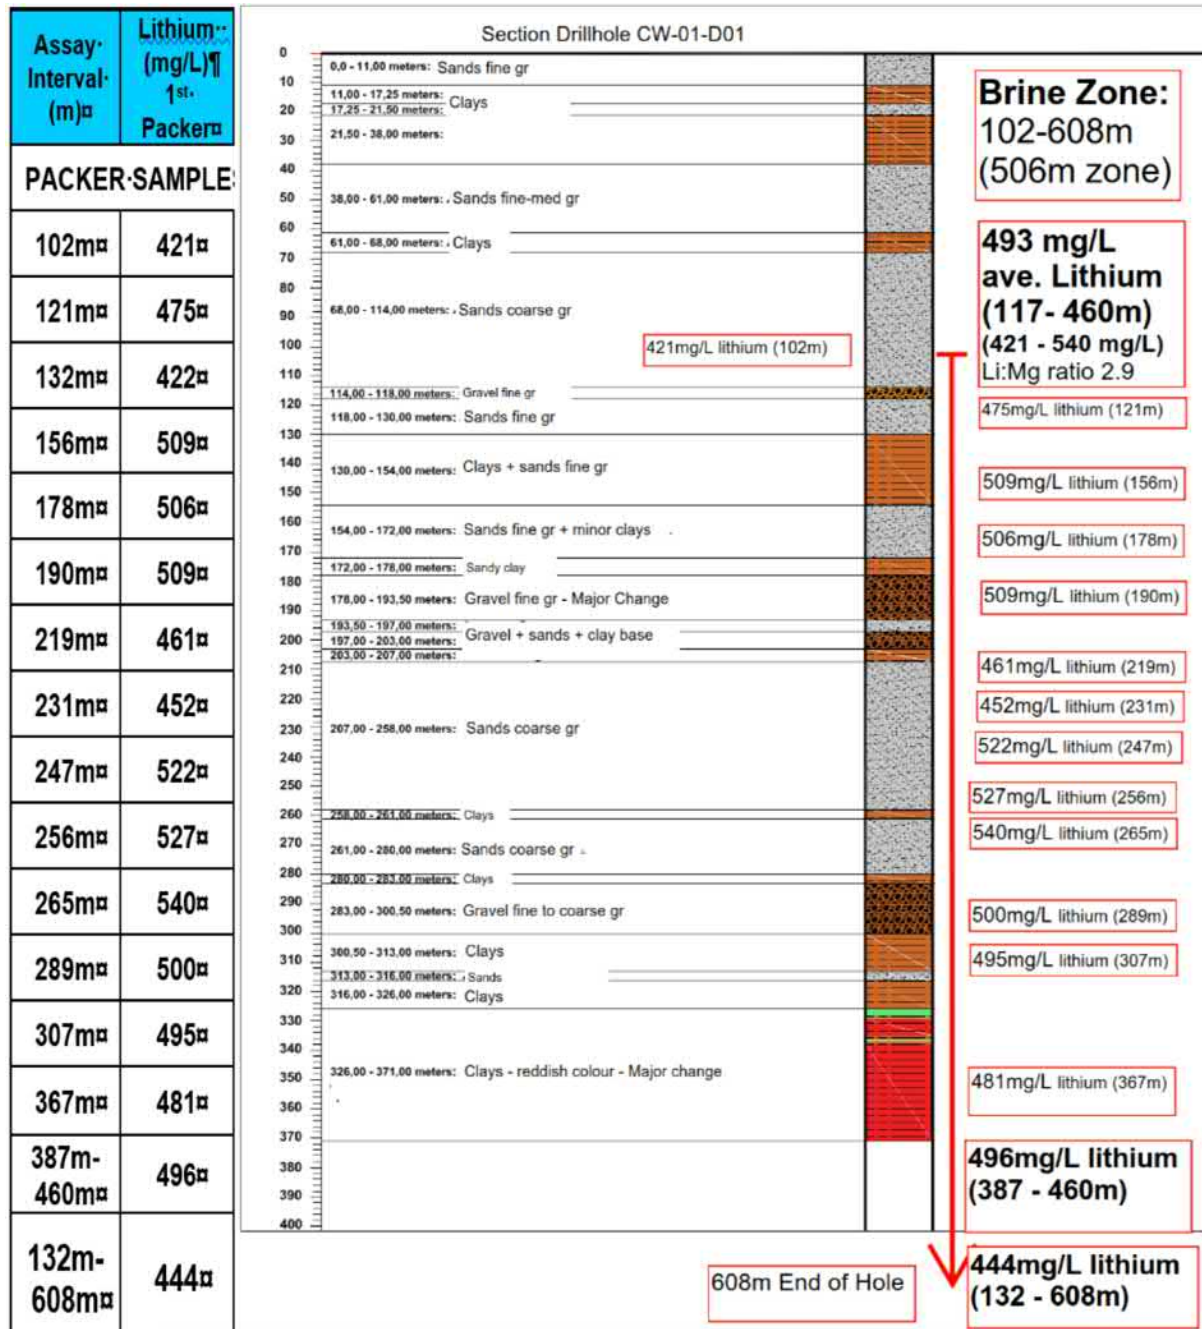 Assay·
Interval·
(m)¤
Lithium··
(mg/L)¶
1st·
Packer¤
PACKER·SAMPLES
102m¤ 421¤
121m¤ 475¤
132m¤ 422¤
156m¤ 509¤
178m¤ 506¤
190m¤ 509¤
219m¤ 461¤
231m¤ 452¤
247m¤ 522¤
256m¤ 527¤
265m¤ 540¤
289m¤ 500¤
307m¤ 495¤
367m¤ 481¤
387m-
460m¤
496¤
132m-
608m¤
444¤
Section Drillhole CW-01-D01
0
10
20
30
40
50
60
70
80
90
100
110
120
130
140
150
160
170
180
190
200
210
220
230
240
250
260
270
280
290
300
310
320
330
340
350
360
370
380
390
400
0,0 - 11,00 meters: Sands fine gr
11,00 - 17,25 meters:
Clays
17,25 - 21,50 meters:
21,50 - 38,00 meters:
38,00 - 61,00 meters: . Sands fine-med gr
61,00 - 68,00 meters: . Clays
68,00 - 114,00 meters: . Sands coarse gr
114,00 - 118,00 meters: Gravel fine gr
118,00 - 130,00 meters: Sands fine gr
130,00 - 154,00 meters: Clays + sands fine gr
154,00 - 172,00 meters: Sands fine gr + minor clays
172,00 - 178,00 meters: Sandy clay
178,00 - 193,50 meters: Gravel fine gr - Major Change
193,50 - 197,00 meters:
Gravel + sands + clay base
197,00 - 203,00 meters:
203,00 - 207,00 meters:
207,00 - 258,00 meters: Sands coarse gr
258,00 - 261,00 meters: Clays
261,00 - 280,00 meters: Sands coarse gr
280,00 - 283,00 meters: Clays
283,00 - 300,50 meters: Gravel fine to coarse gr
300,50 - 313,00 meters: Clays
313,00 - 316,00 meters: Sands
316,00 - 326,00 meters: Clays
326,00 - 371,00 meters: Clays - reddish colour - Major change
421mg/L lithium (102m)
608m End of Hole
Brine Zone:
102-608m
(506m zone)
493 mg/L
ave. Lithium
(117- 460m)
(421 - 540 mg/L)
Li:Mg ratio 2.9
475mg/L lithium (121m)
509mg/L lithium (156m)
506mg/L lithium (178m)
509mg/L lithium (190m)
461mg/L lithium (219m)
452mg/L lithium (231m)
522mg/L lithium (247m)
527mg/L lithium (256m)
540mg/L lithium (265m)
500mg/L lithium (289m)
495mg/L lithium (307m)
481mg/L lithium (367m)
496mg/L lithium
(387 - 460m)
444mg/L lithium
(132 - 608m)